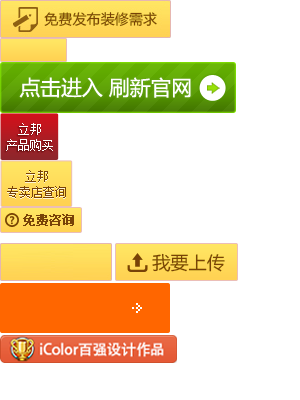 免费发布装修需求
点击进入 刷新官网
立邦
产品购买
立邦
专卖店查询
免费咨询
我要上传
iColor百强设计作品